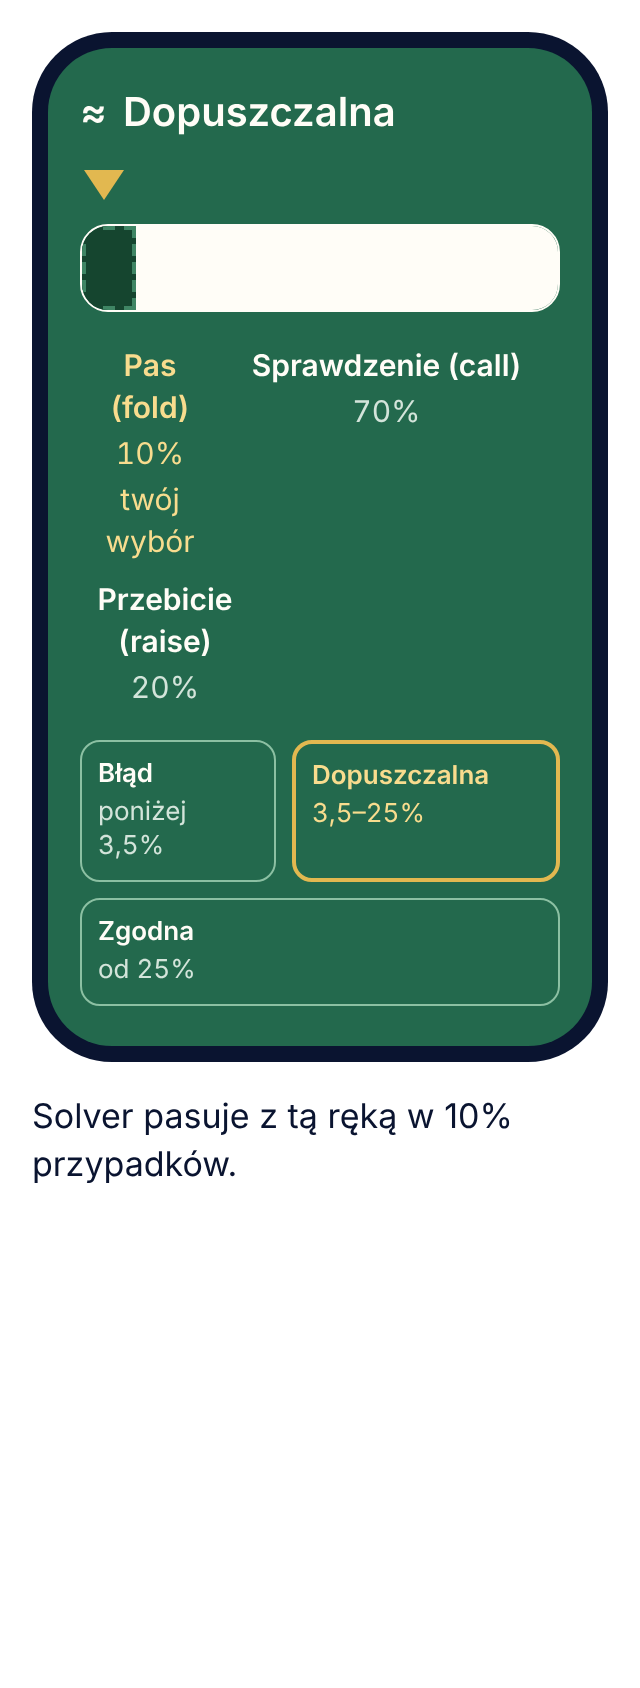 ≈ Dopuszczalna
Pas
(fold)
10%
twój
wybór
Sprawdzenie (call)
70%
Przebicie
(raise)
20%
Błąd
poniżej
3,5%
Dopuszczalna
3,5–25%
Zgodna
od 25%
Solver pasuje z tą ręką w 10%
przypadków.